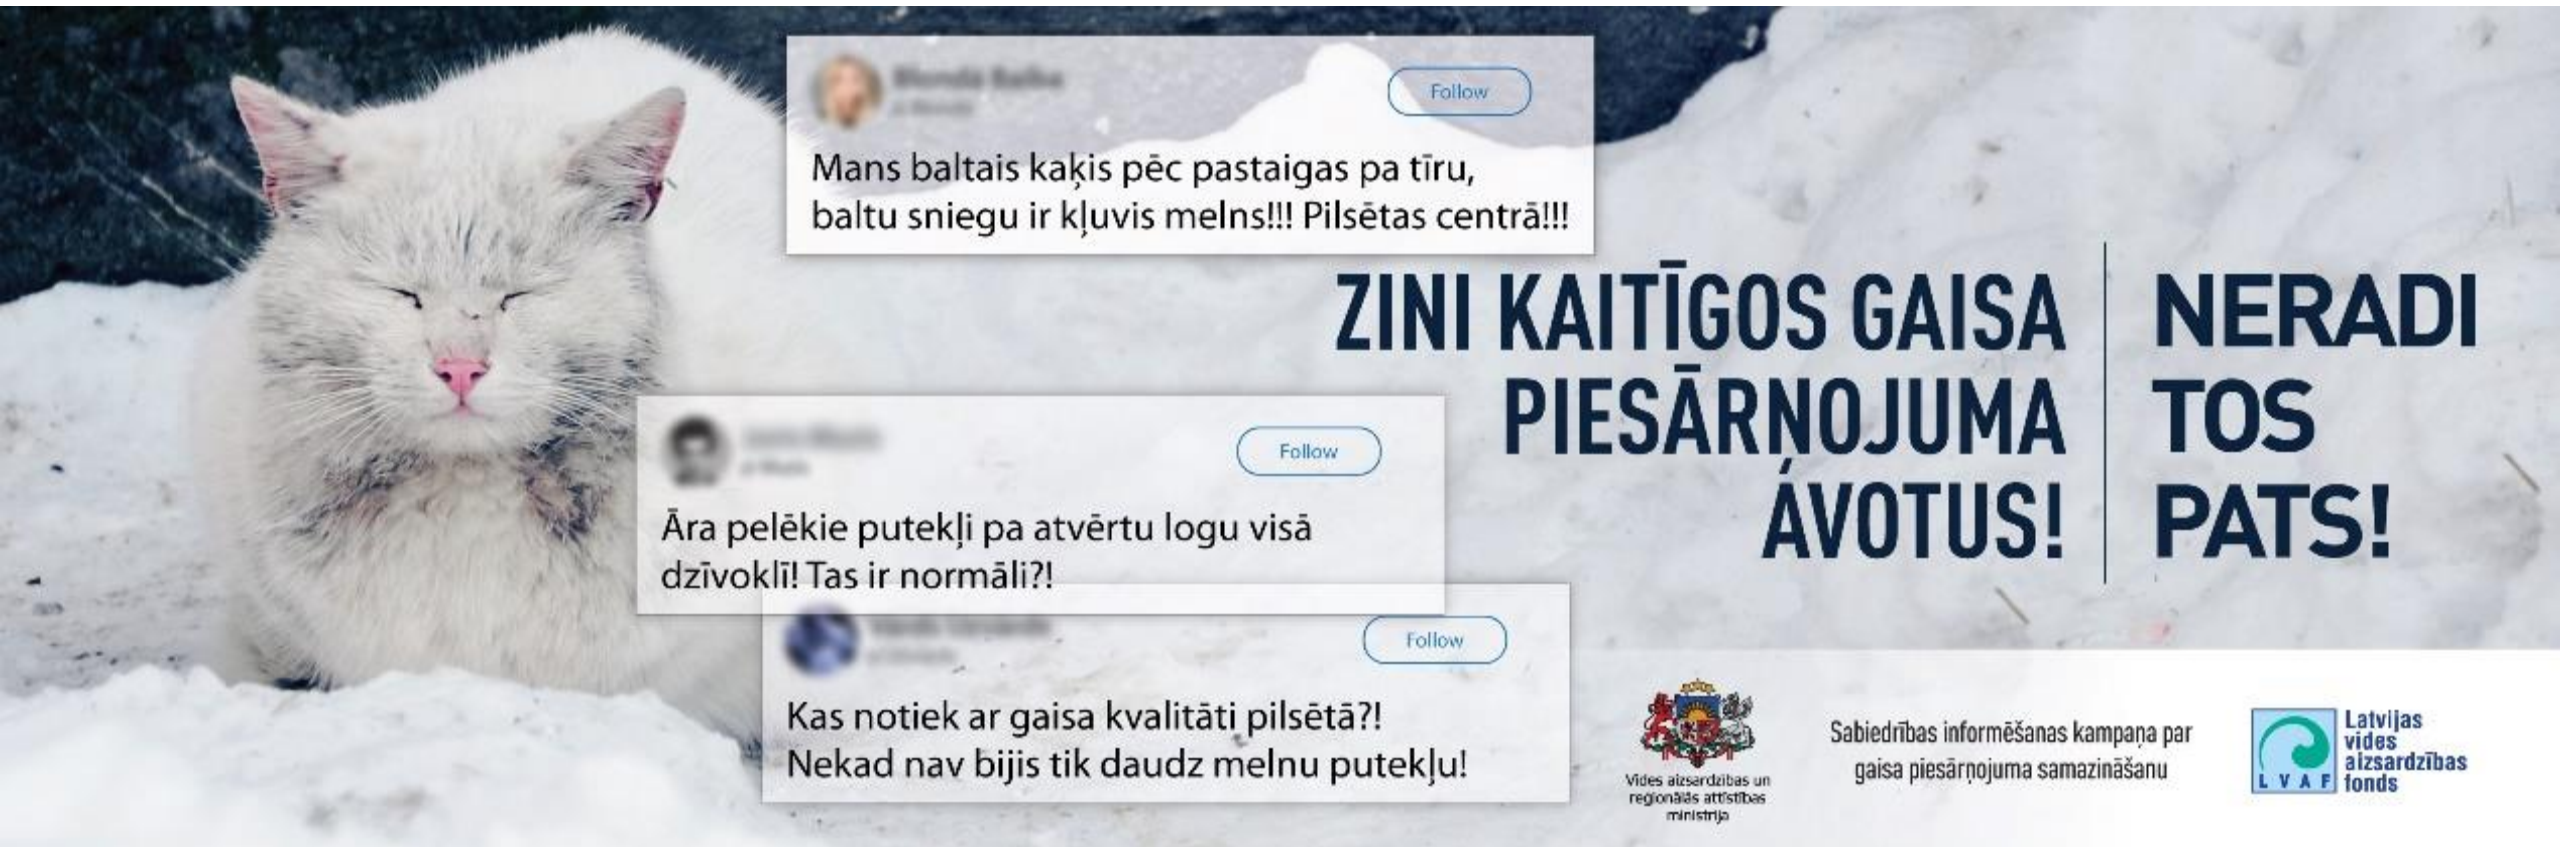 Follow
Mans baltais kaķis pēc pastaigas pa tīru,
baltu sniegu ir kļuvis melns!!! Pilsētas centrā!!!
Follow
Āra pelēkie putekļi pa atvērtu logu visā
dzīvoklī! Tas ir normāli?!
Follow
Kas notiek ar gaisa kvalitāti pilsētā?!
Nekad nav bijis tik daudz melnu putekļu!
ZINI KAITĪGOS GAISA
PIESĀRŅOJUMA
AVOTUS!
NERADI
TOS
PATS!
Vides aizsardzības un
reģionālās attīstības
ministrija
Sabiedrības informēšanas kampaņa par
gaisa piesārņojuma samazināšanu
LVAF
Latvijas
vides
aizsardzības
fonds